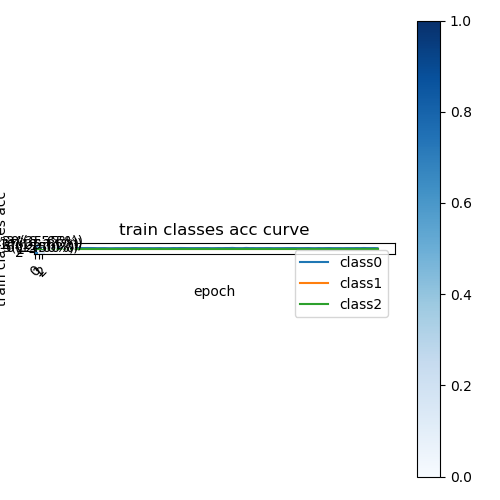 train classes acc curve
train classes acc
epoch
class0
class1
class2
1.0
0.8
0.6
0.4
0.2
0.0